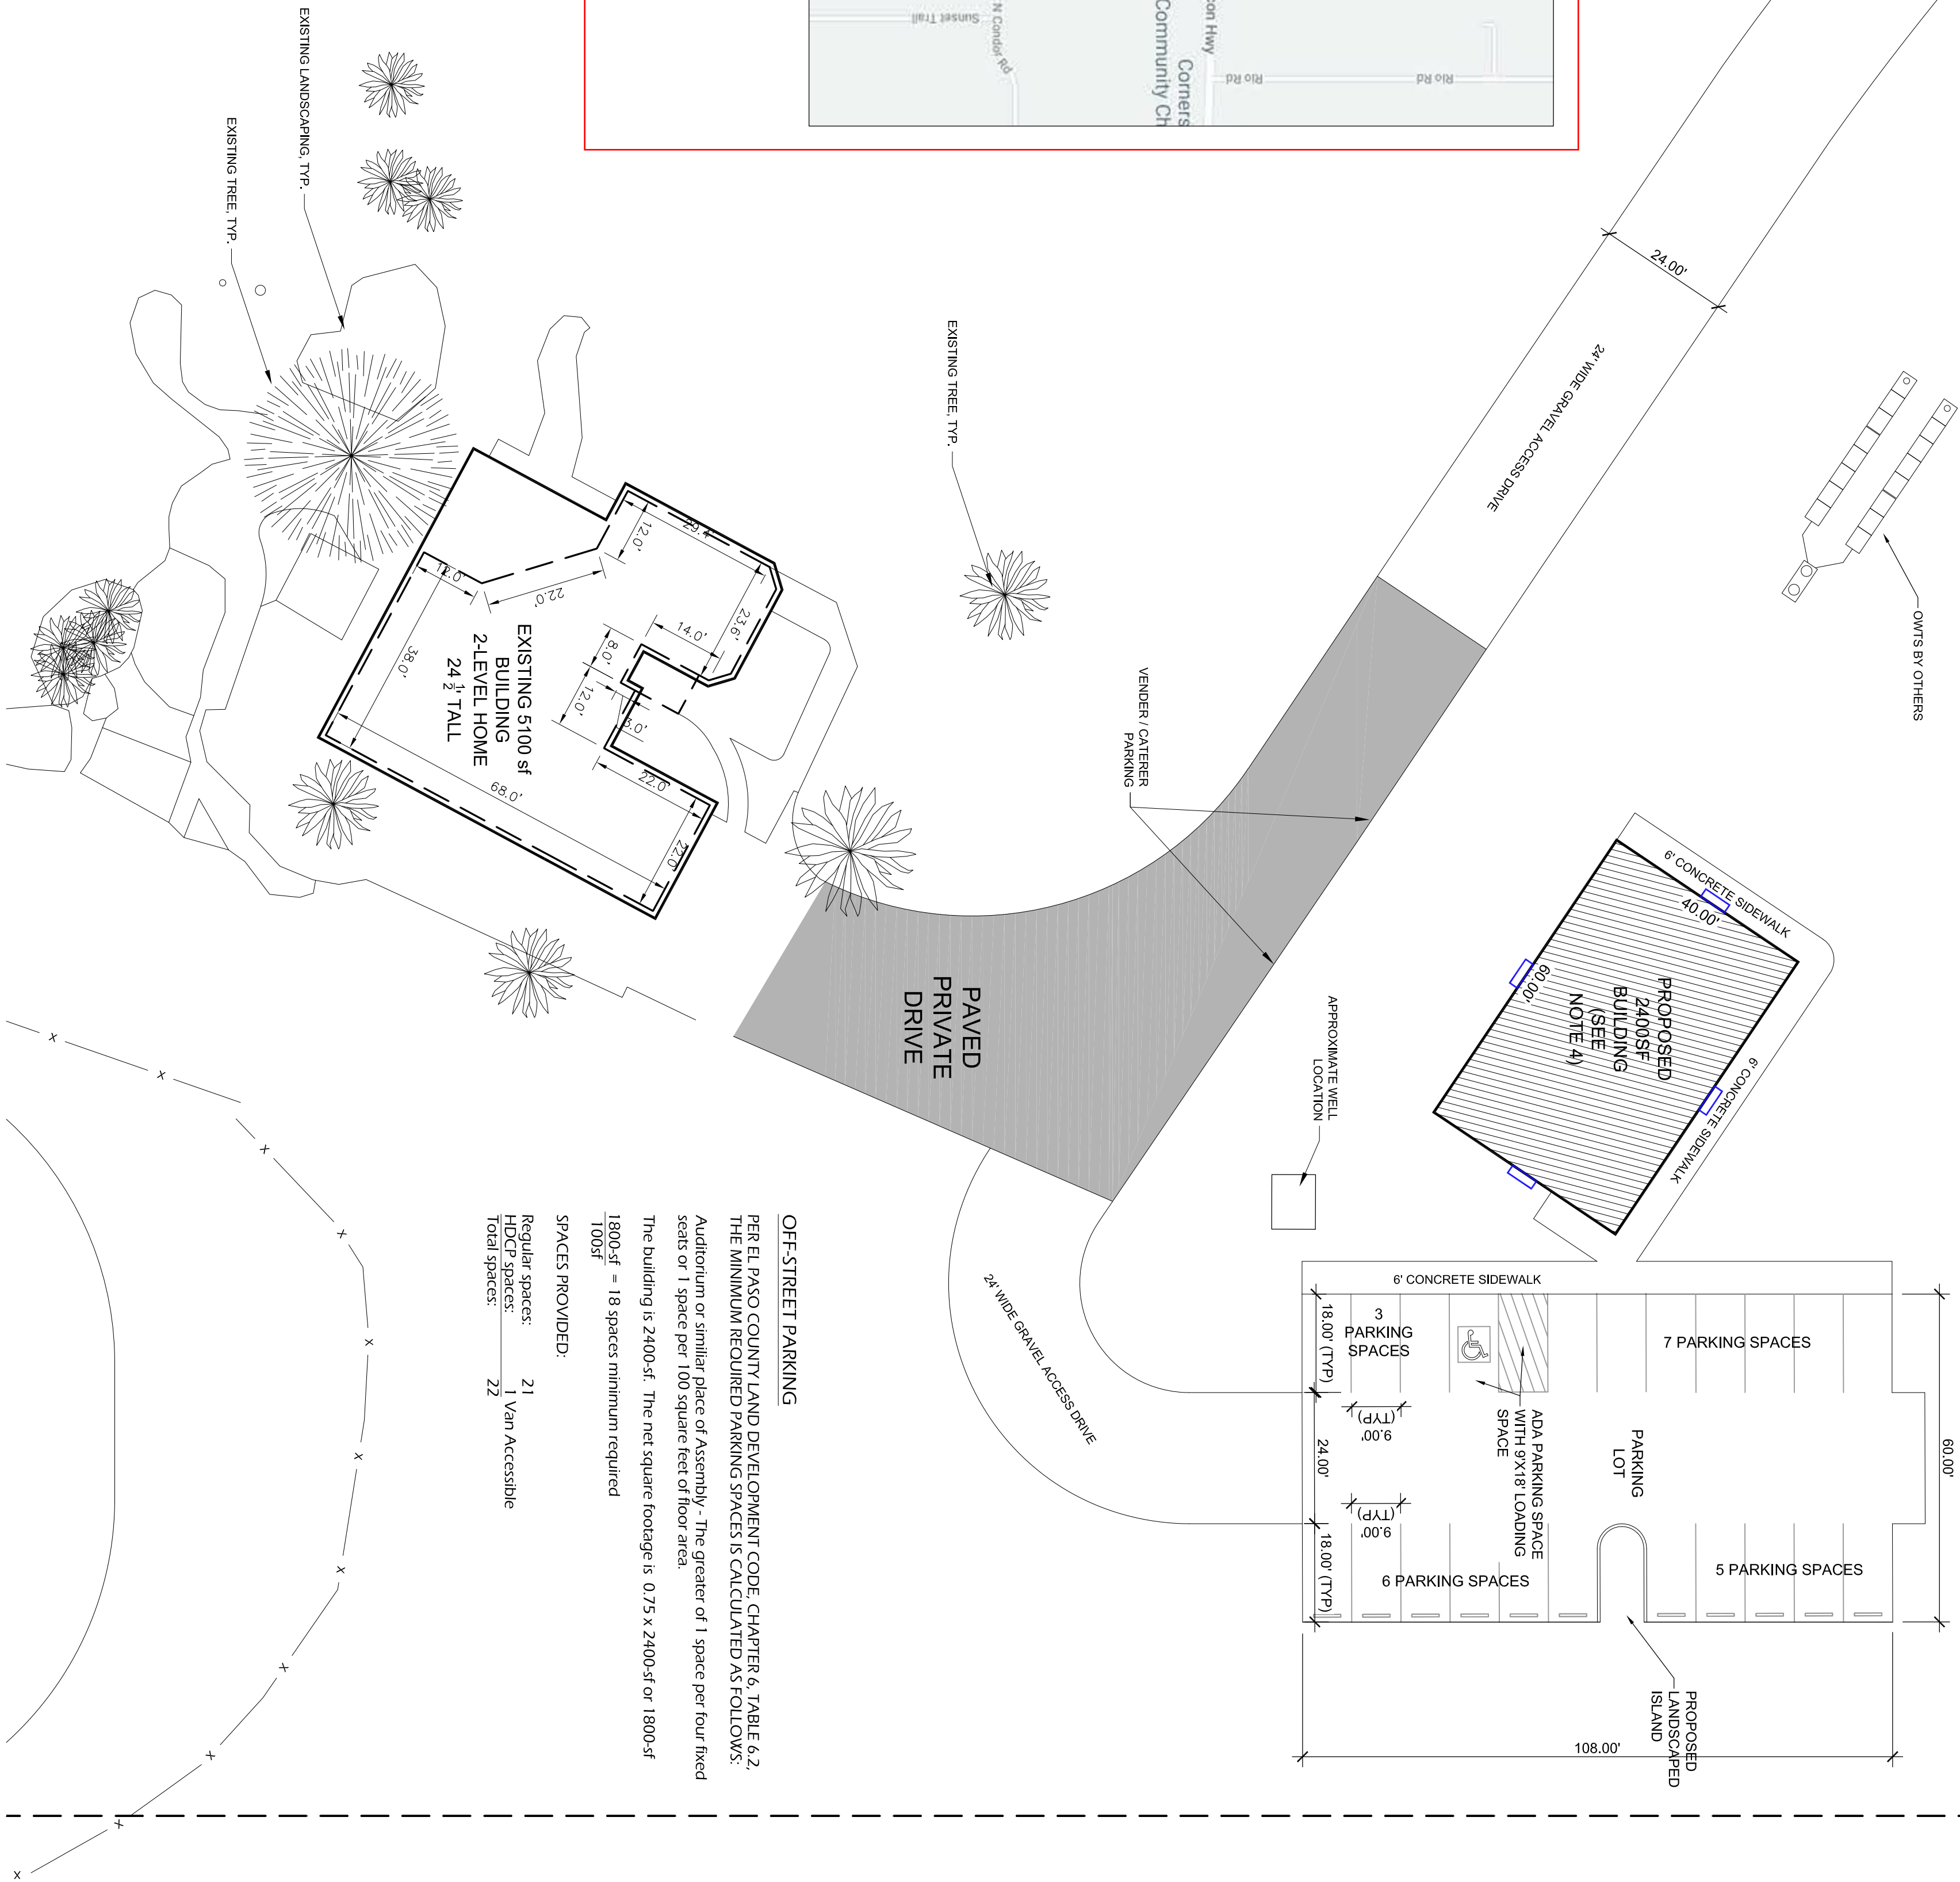 Sunset Trail
N Condor Rd
con Hwy
Corners
Community Ch
Rio Rd
Rio Rd
EXISTING LANDSCAPING, TYP.
EXISTING TREE, TYP.
EXISTING TREE, TYP.
24.00'
24' WIDE GRAVEL ACCESS DRIVE
OWTS BY OTHERS
VENDER / CATERER
PARKING
EXISTING 5100 sf
BUILDING
2-LEVEL HOME
24 1/2' TALL
29.4'
12.0'
12.0'
22.0'
38.0'
23.6'
14.0'
8.0'
12.0'
3.0'
22.0'
22.0'
68.0'
PAVED
PRIVATE
DRIVE
6' CONCRETE SIDEWALK
40.00'
60.00'
PROPOSED
2400SF
BUILDING
(SEE
NOTE 4)
6' CONCRETE SIDEWALK
APPROXIMATE WELL
LOCATION
24' WIDE GRAVEL ACCESS DRIVE
6' CONCRETE SIDEWALK
18.00' (TYP)
3
PARKING
SPACES
7 PARKING SPACES
9.00'
(TYP)
24.00'
ADA PARKING SPACE
WITH 9'X18' LOADING
SPACE
PARKING
LOT
60.00'
9.00'
(TYP)
18.00' (TYP)
6 PARKING SPACES
5 PARKING SPACES
PROPOSED
LANDSCAPED
ISLAND
108.00'
OFF-STREET PARKING
PER EL PASO COUNTY LAND DEVELOPMENT CODE, CHAPTER 6, TABLE 6.2,
THE MINIMUM REQUIRED PARKING SPACES IS CALCULATED AS FOLLOWS:
Auditorium or similiar place of Assembly - The greater of 1 space per four fixed
seats or 1 space per 100 square feet of floor area.
The building is 2400-sf. The net square footage is 0.75 x 2400-sf or 1800-sf
1800-sf = 18 spaces minimum required
100sf
SPACES PROVIDED:
Regular spaces: 21
HDCP spaces: 1 Van Accessible
Total spaces: 22
x
x
x
x
x
x
x
x
x
x
x
x